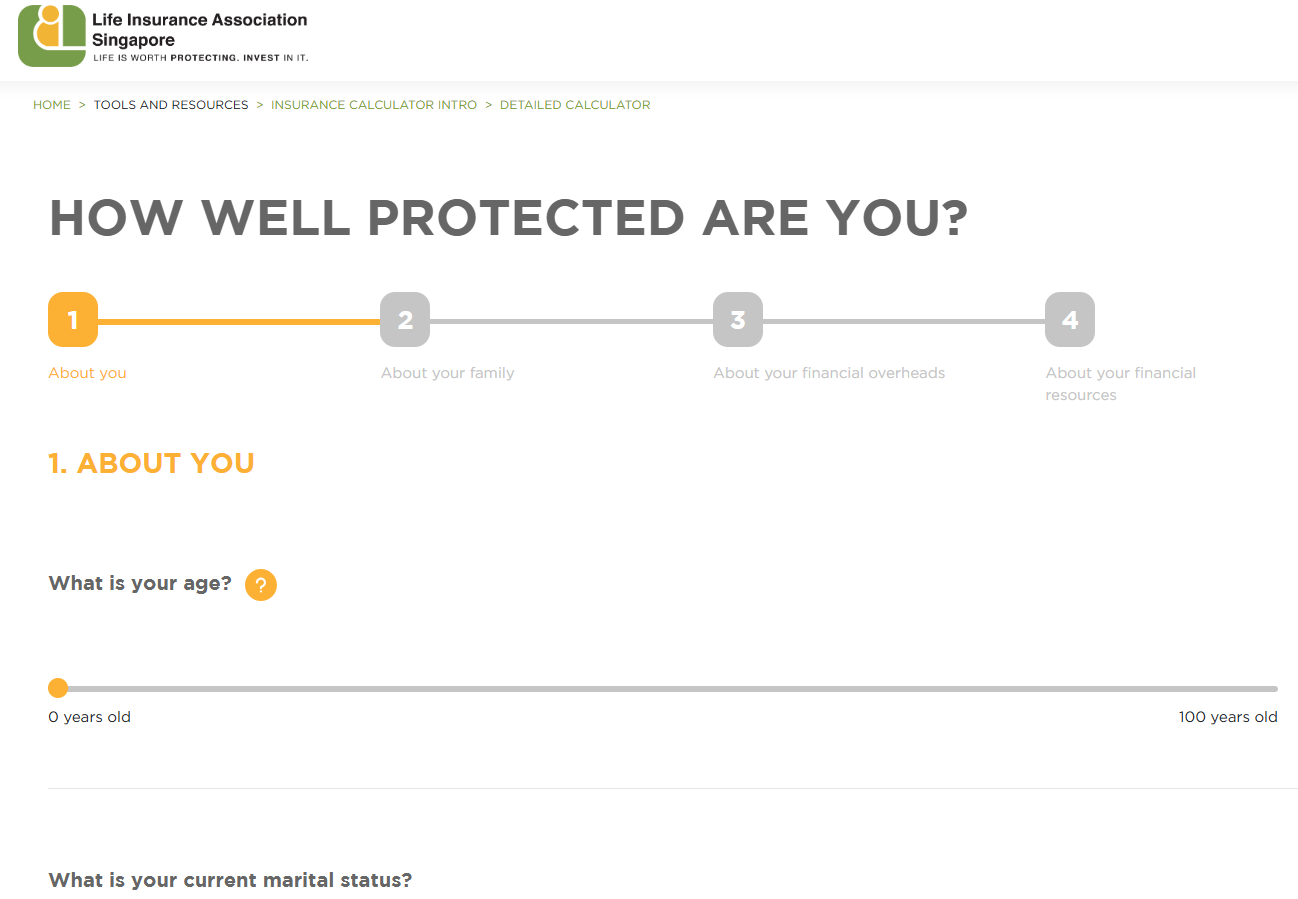 Life Insurance Association
Singapore
LIFE IS WORTH PROTECTING. INVEST IN IT.
HOME > TOOLS AND RESOURCES > INSURANCE CALCULATOR INTRO > DETAILED CALCULATOR
HOW WELL PROTECTED ARE YOU?
1 2 3 4
About you About your family About your financial overheads About your financial
resources
1. ABOUT YOU
What is your age? ?
0 years old 100 years old
What is your current marital status?